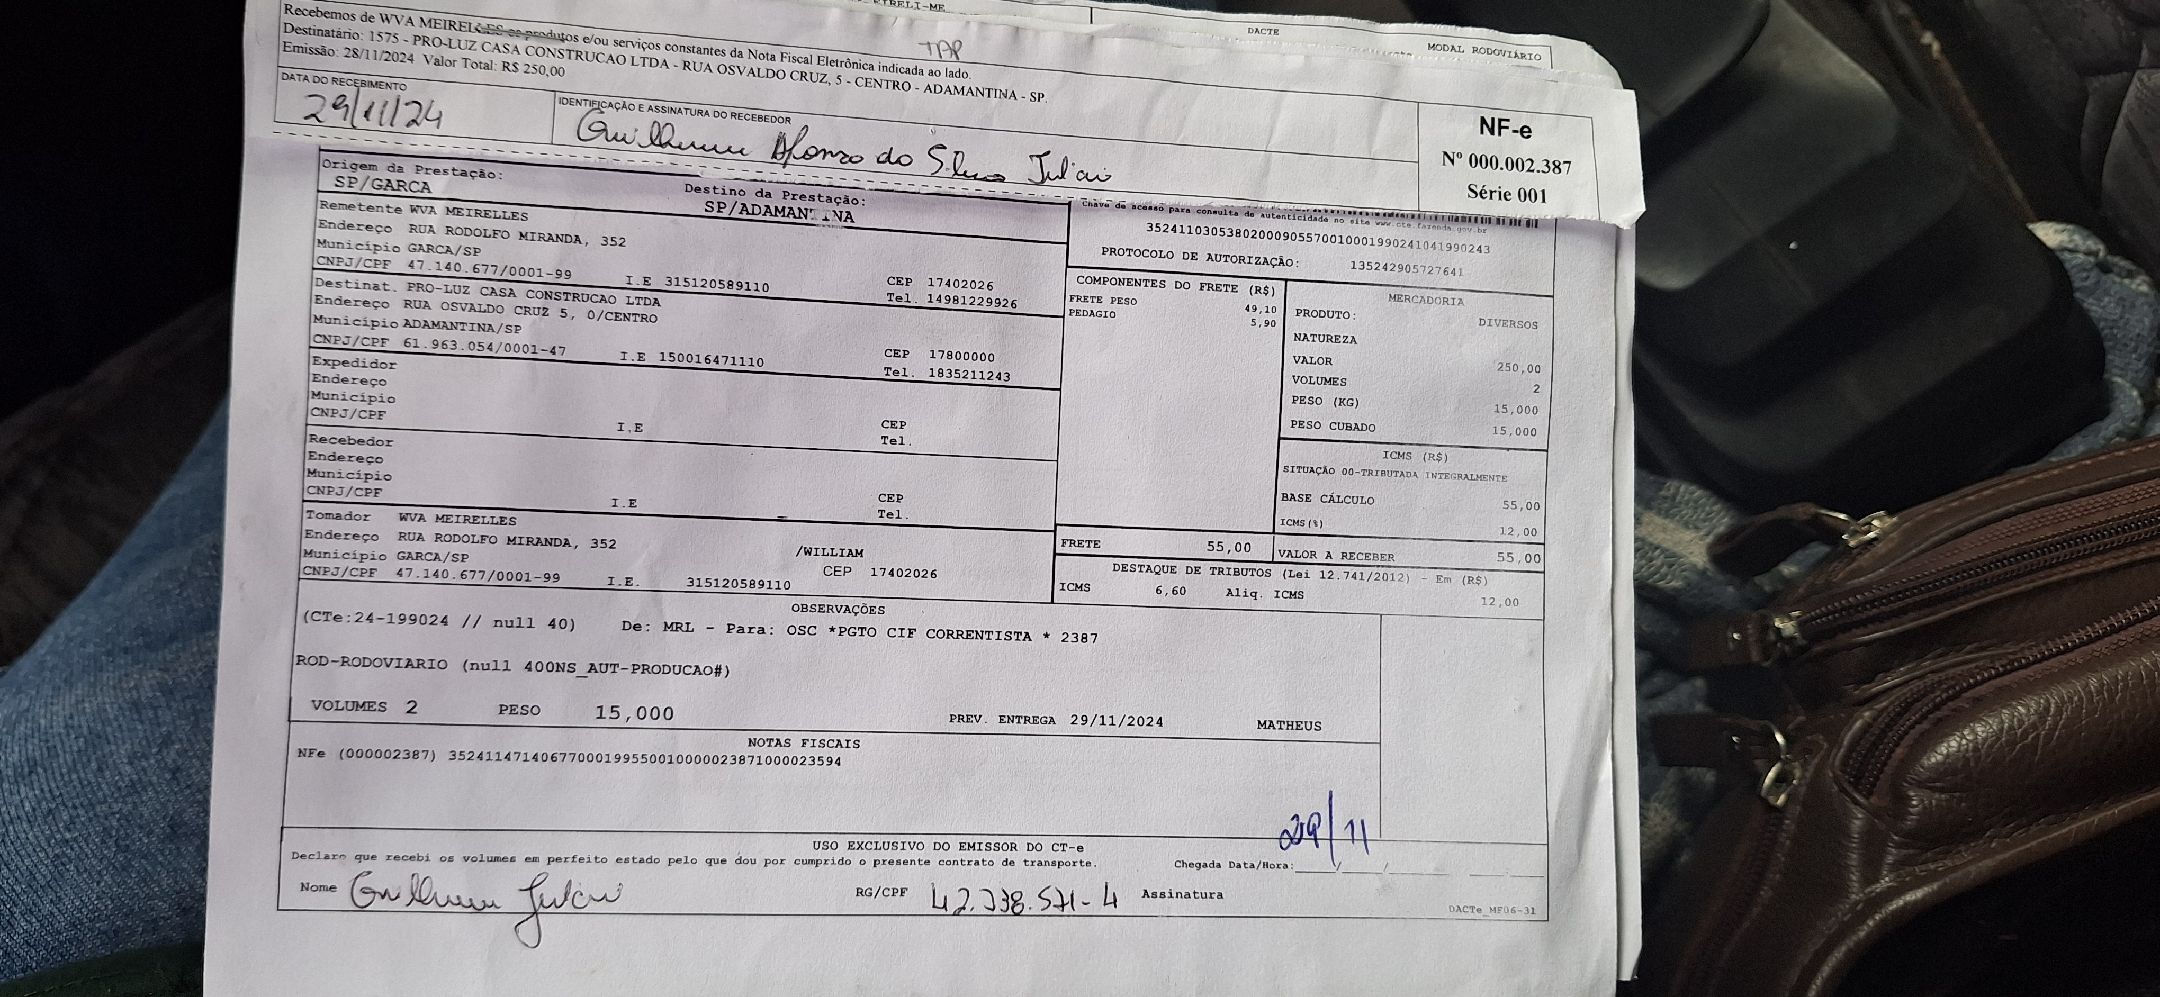 DACTE
MODAL RODOVIÁRIO
Recebemos de WVA MEIRELLES os produtos e/ou serviços constantes da Nota Fiscal Eletrônica indicada ao lado.
Destinatário: 1575 - PRO-LUZ CASA CONSTRUCAO LTDA - RUA OSVALDO CRUZ, 5 - CENTRO - ADAMANTINA - SP.
Emissão: 28/11/2024 Valor Total: R$ 250,00
DATA DO RECEBIMENTO
29/11/24
IDENTIFICAÇÃO E ASSINATURA DO RECEBEDOR
NF-e
Nº 000.002.387
Série 001
Origem da Prestação:
SP/GARCA
Destino da Prestação:
SP/ADAMANTINA
Remetente WVA MEIRELLES
Endereço RUA RODOLFO MIRANDA, 352
Município GARCA/SP
CNPJ/CPF 47.140.677/0001-99 I.E 315120589110
CEP 17402026
Tel. 14981229926
Destinat. PRO-LUZ CASA CONSTRUCAO LTDA
Endereço RUA OSVALDO CRUZ 5, 0/CENTRO
Município ADAMANTINA/SP
CNPJ/CPF 61.963.054/0001-47 I.E 150016471110
CEP 17800000
Tel. 1835211243
Expedidor
Endereço
Município
CNPJ/CPF I.E
CEP
Tel.
Recebedor
Endereço
Município
CNPJ/CPF I.E
CEP
Tel.
Tomador WVA MEIRELLES
Endereço RUA RODOLFO MIRANDA, 352 /WILLIAM
Município GARCA/SP CEP 17402026
CNPJ/CPF 47.140.677/0001-99 I.E. 315120589110
Chave de acesso para consulta de autenticidade no site www.cte.fazenda.gov.br
35241103053802000905570010001990241041990243
PROTOCOLO DE AUTORIZAÇÃO: 135242905727641
COMPONENTES DO FRETE (R$)
FRETE PESO 49,10
PEDAGIO 5,90
MERCADORIA
PRODUTO: DIVERSOS
NATUREZA
VALOR 250,00
VOLUMES 2
PESO (KG) 15,000
PESO CUBADO 15,000
ICMS (R$)
SITUAÇÃO 00-TRIBUTADA INTEGRALMENTE
BASE CÁLCULO 55,00
ICMS(%) 12,00
FRETE 55,00
VALOR A RECEBER 55,00
DESTAQUE DE TRIBUTOS (Lei 12.741/2012) - Em (R$)
ICMS 6,60 Aliq. ICMS 12,00
OBSERVAÇÕES
(CTe:24-199024 // null 40) De: MRL - Para: OSC *PGTO CIF CORRENTISTA * 2387
ROD-RODOVIARIO (null 400NS_AUT-PRODUCAO#)
VOLUMES 2 PESO 15,000 PREV. ENTREGA 29/11/2024 MATHEUS
NOTAS FISCAIS
NFe (000002387) 35241147140677000199550010000023871000023594
29/11
USO EXCLUSIVO DO EMISSOR DO CT-e
Declaro que recebi os volumes em perfeito estado pelo que dou por cumprido o presente contrato de transporte.
Chegada Data/Hora:
Nome
RG/CPF 42.338.571-4 Assinatura
DACTe_MF06-31